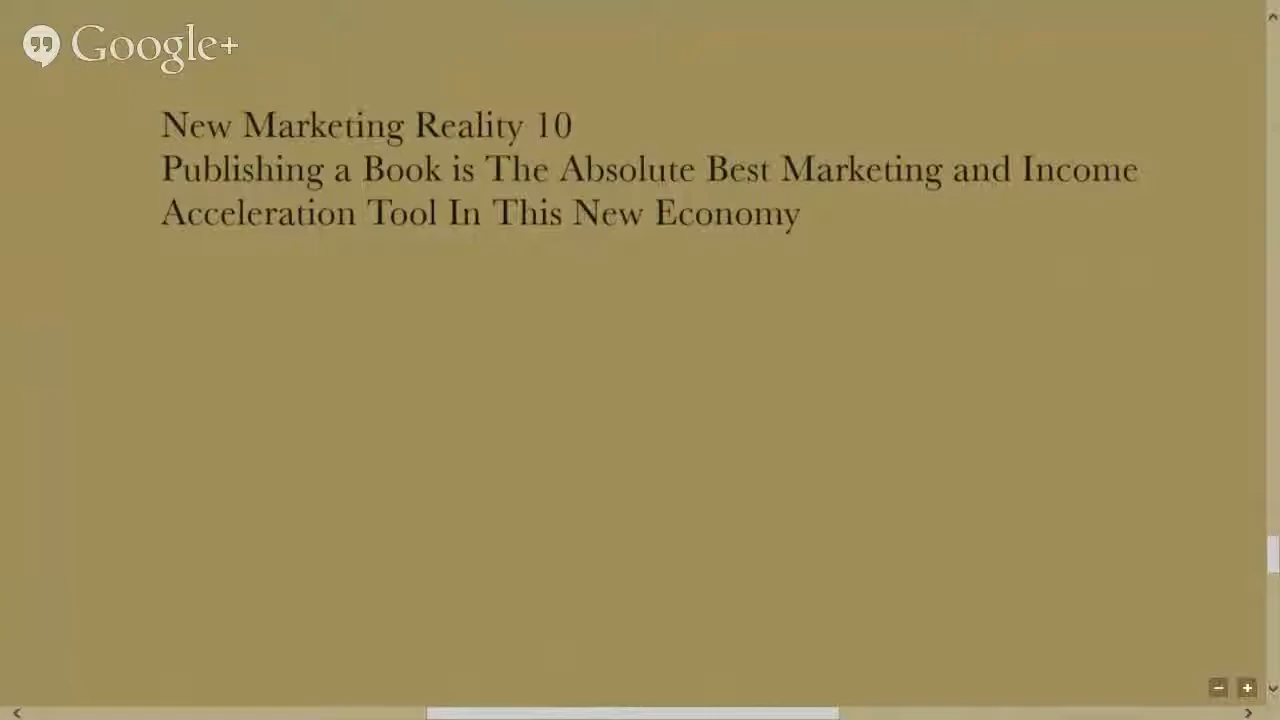 Google+
New Marketing Reality 10
Publishing a Book is The Absolute Best Marketing and Income
Acceleration Tool In This New Economy